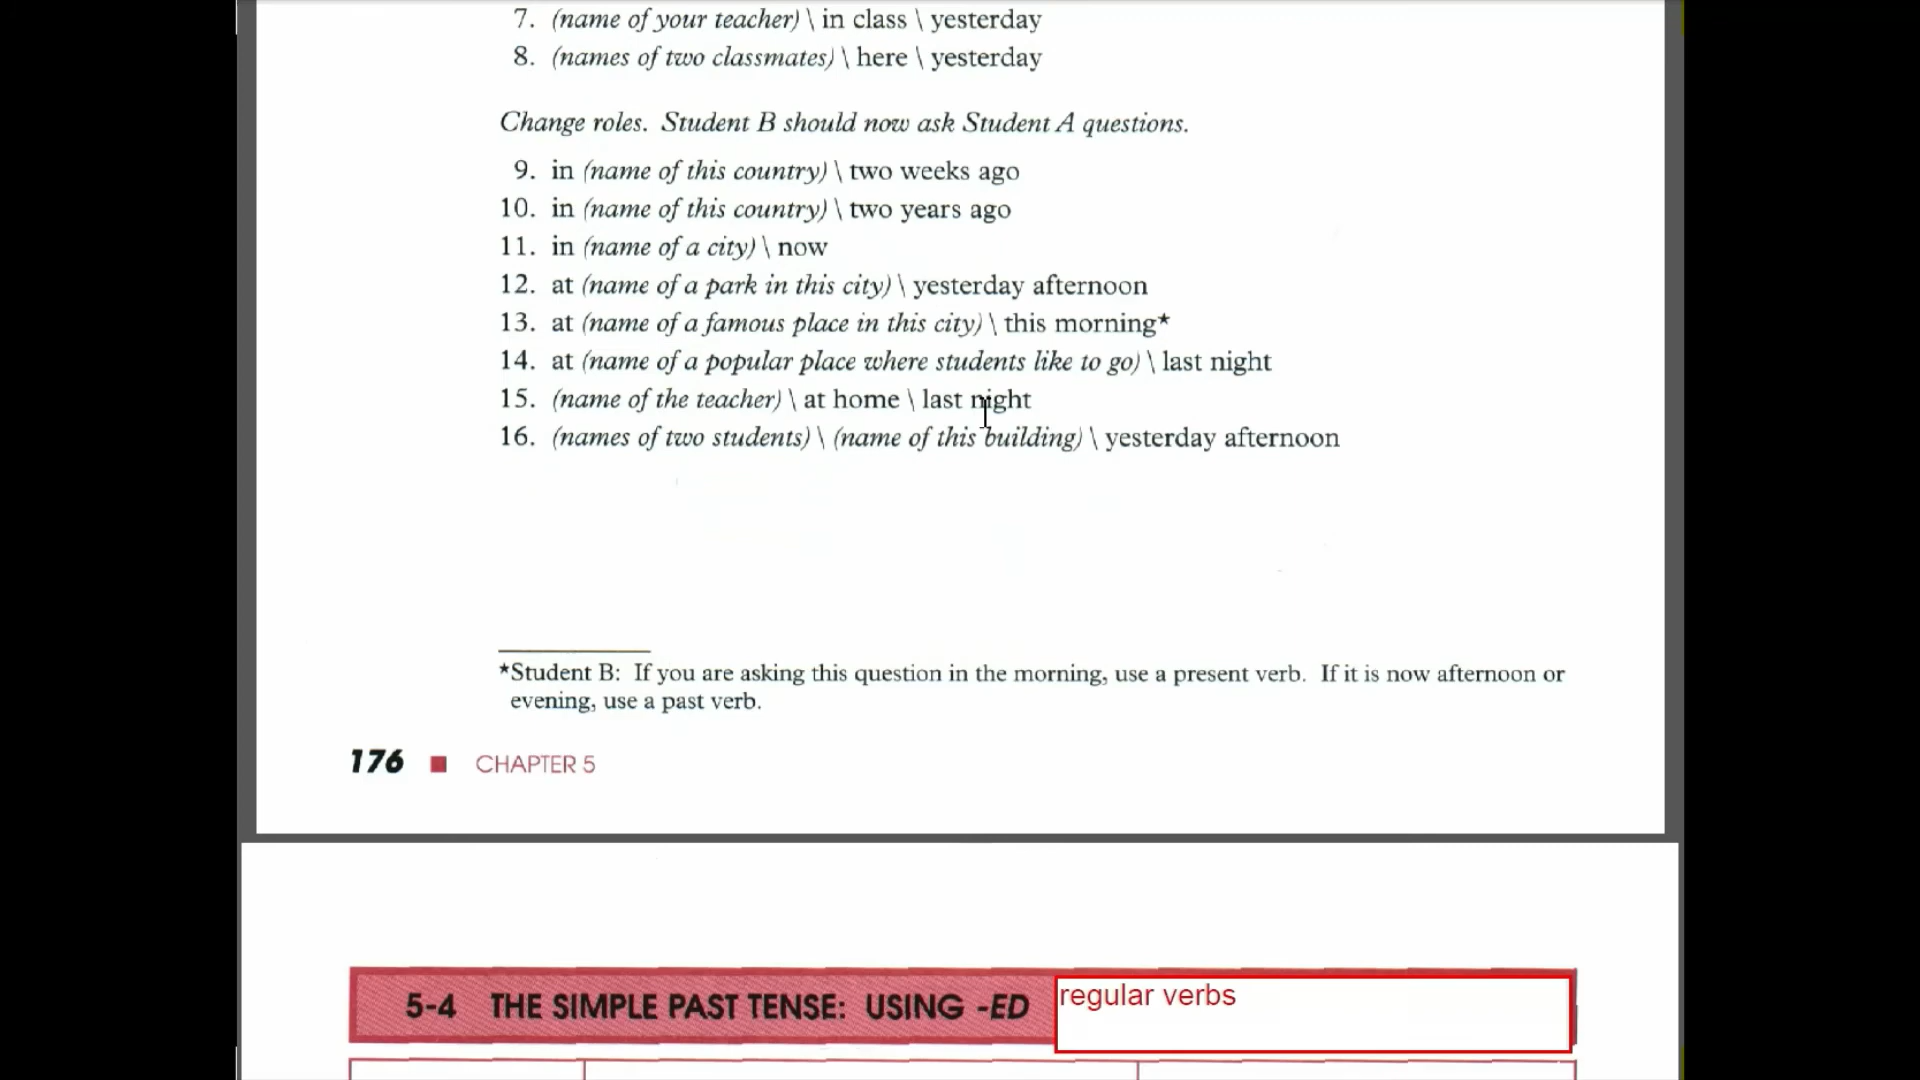 7. (name of your teacher) \ in class \ yesterday
8. (names of two classmates) \ here \ yesterday
Change roles. Student B should now ask Student A questions.
9. in (name of this country) \ two weeks ago
10. in (name of this country) \ two years ago
11. in (name of a city) \ now
12. at (name of a park in this city) \ yesterday afternoon
13. at (name of a famous place in this city) \ this morning*
14. at (name of a popular place where students like to go) \ last night
15. (name of the teacher) \ at home \ last night
16. (names of two students) \ (name of this building) \ yesterday afternoon
*Student B: If you are asking this question in the morning, use a present verb. If it is now afternoon or
evening, use a past verb.
176 ■ CHAPTER 5
5-4 THE SIMPLE PAST TENSE: USING -ED regular verbs